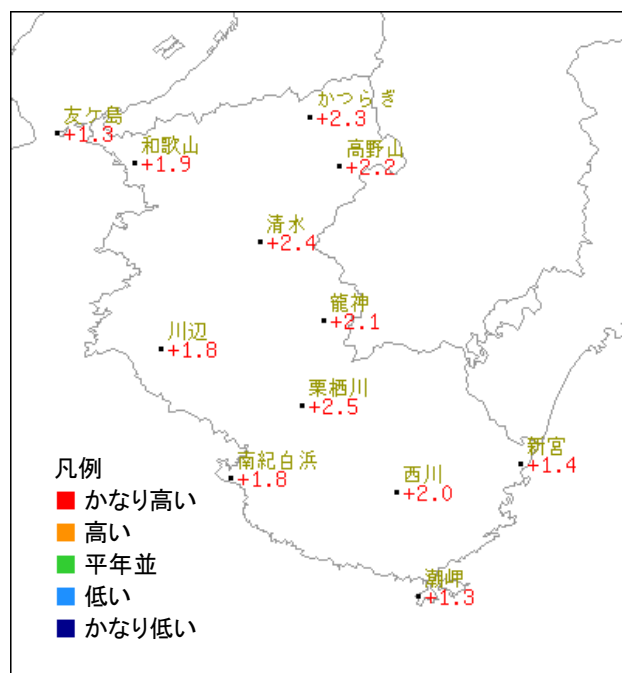 かつらぎ
+2.3
友ケ島
+1.3
和歌山
+1.9
高野山
+2.2
清水
+2.4
龍神
+2.1
川辺
+1.8
栗栖川
+2.5
新宮
+1.4
南紀白浜
+1.8
西川
+2.0
潮岬
+1.3
凡例
かなり高い
高い
平年並
低い
かなり低い